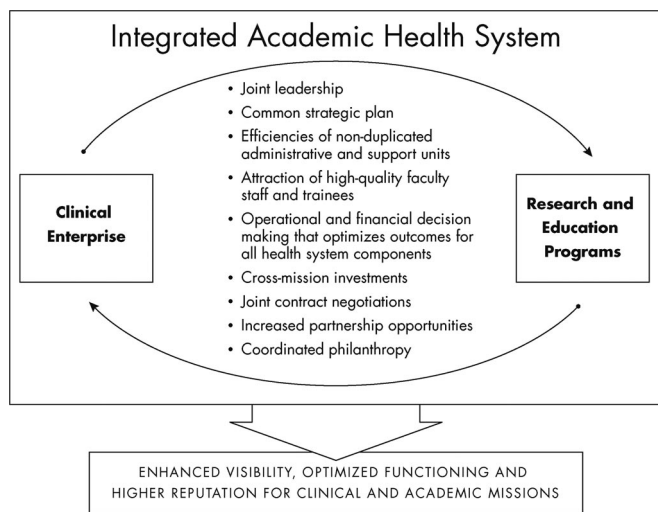 Integrated Academic Health System
• Joint leadership
• Common strategic plan
• Efficiencies of non-duplicated
administrative and support units
• Attraction of high-quality faculty
staff and trainees
• Operational and financial decision
making that optimizes outcomes for
all health system components
• Cross-mission investments
• Joint contract negotiations
• Increased partnership opportunities
• Coordinated philanthropy
Clinical
Enterprise
Research and
Education
Programs
ENHANCED VISIBILITY, OPTIMIZED FUNCTIONING AND
HIGHER REPUTATION FOR CLINICAL AND ACADEMIC MISSIONS